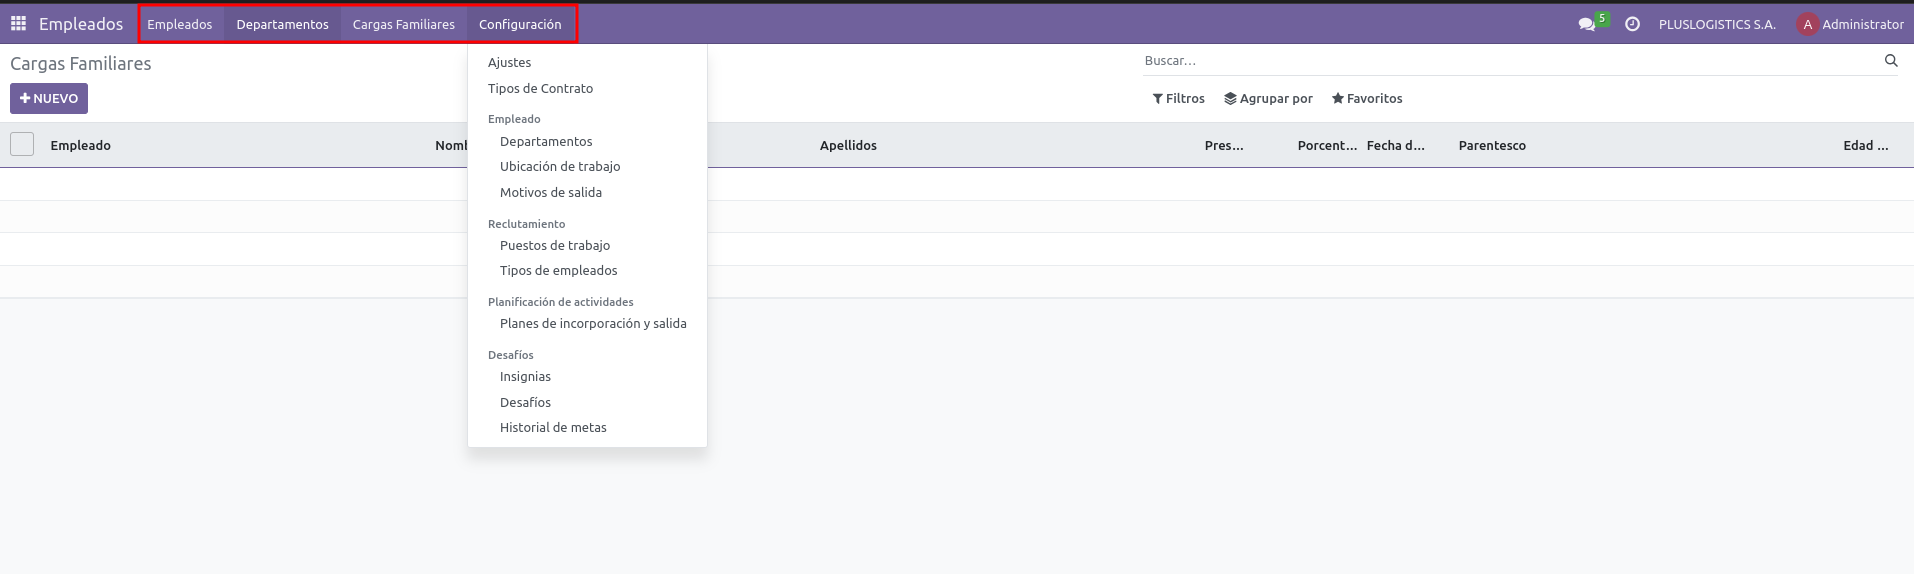 Empleados Empleados Departamentos Cargas Familiares Configuración 5 PLUSLOGISTICS S.A. A Administrator
Cargas Familiares
Buscar...
NUEVO
Filtros Agrupar por Favoritos
Empleado Nomb Apellidos Pres... Porcent... Fecha d... Parentesco Edad ...
Ajustes
Tipos de Contrato
Empleado
Departamentos
Ubicación de trabajo
Motivos de salida
Reclutamiento
Puestos de trabajo
Tipos de empleados
Planificación de actividades
Planes de incorporación y salida
Desafíos
Insignias
Desafíos
Historial de metas